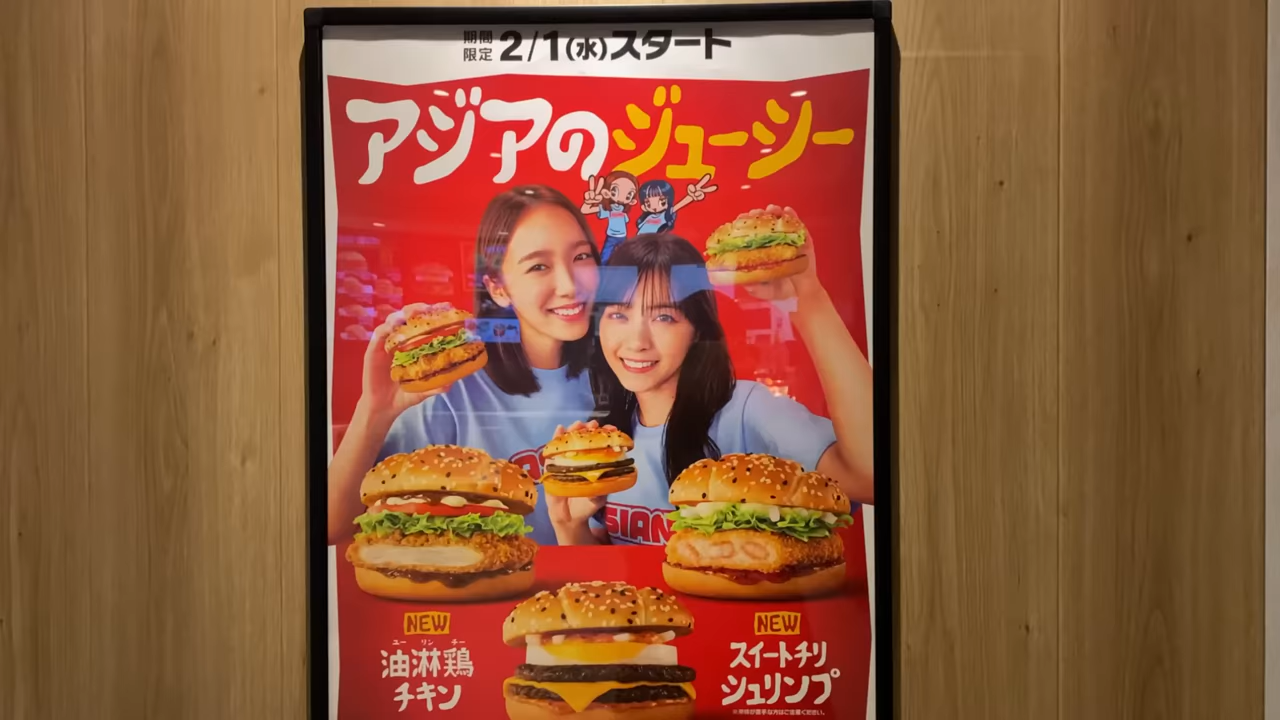 期間
限定
2/1(水)スタート
アジアのジューシー
SIAN
NEW
ユーリンチー
油淋鶏
チキン
NEW
スイートチリ
シュリンプ